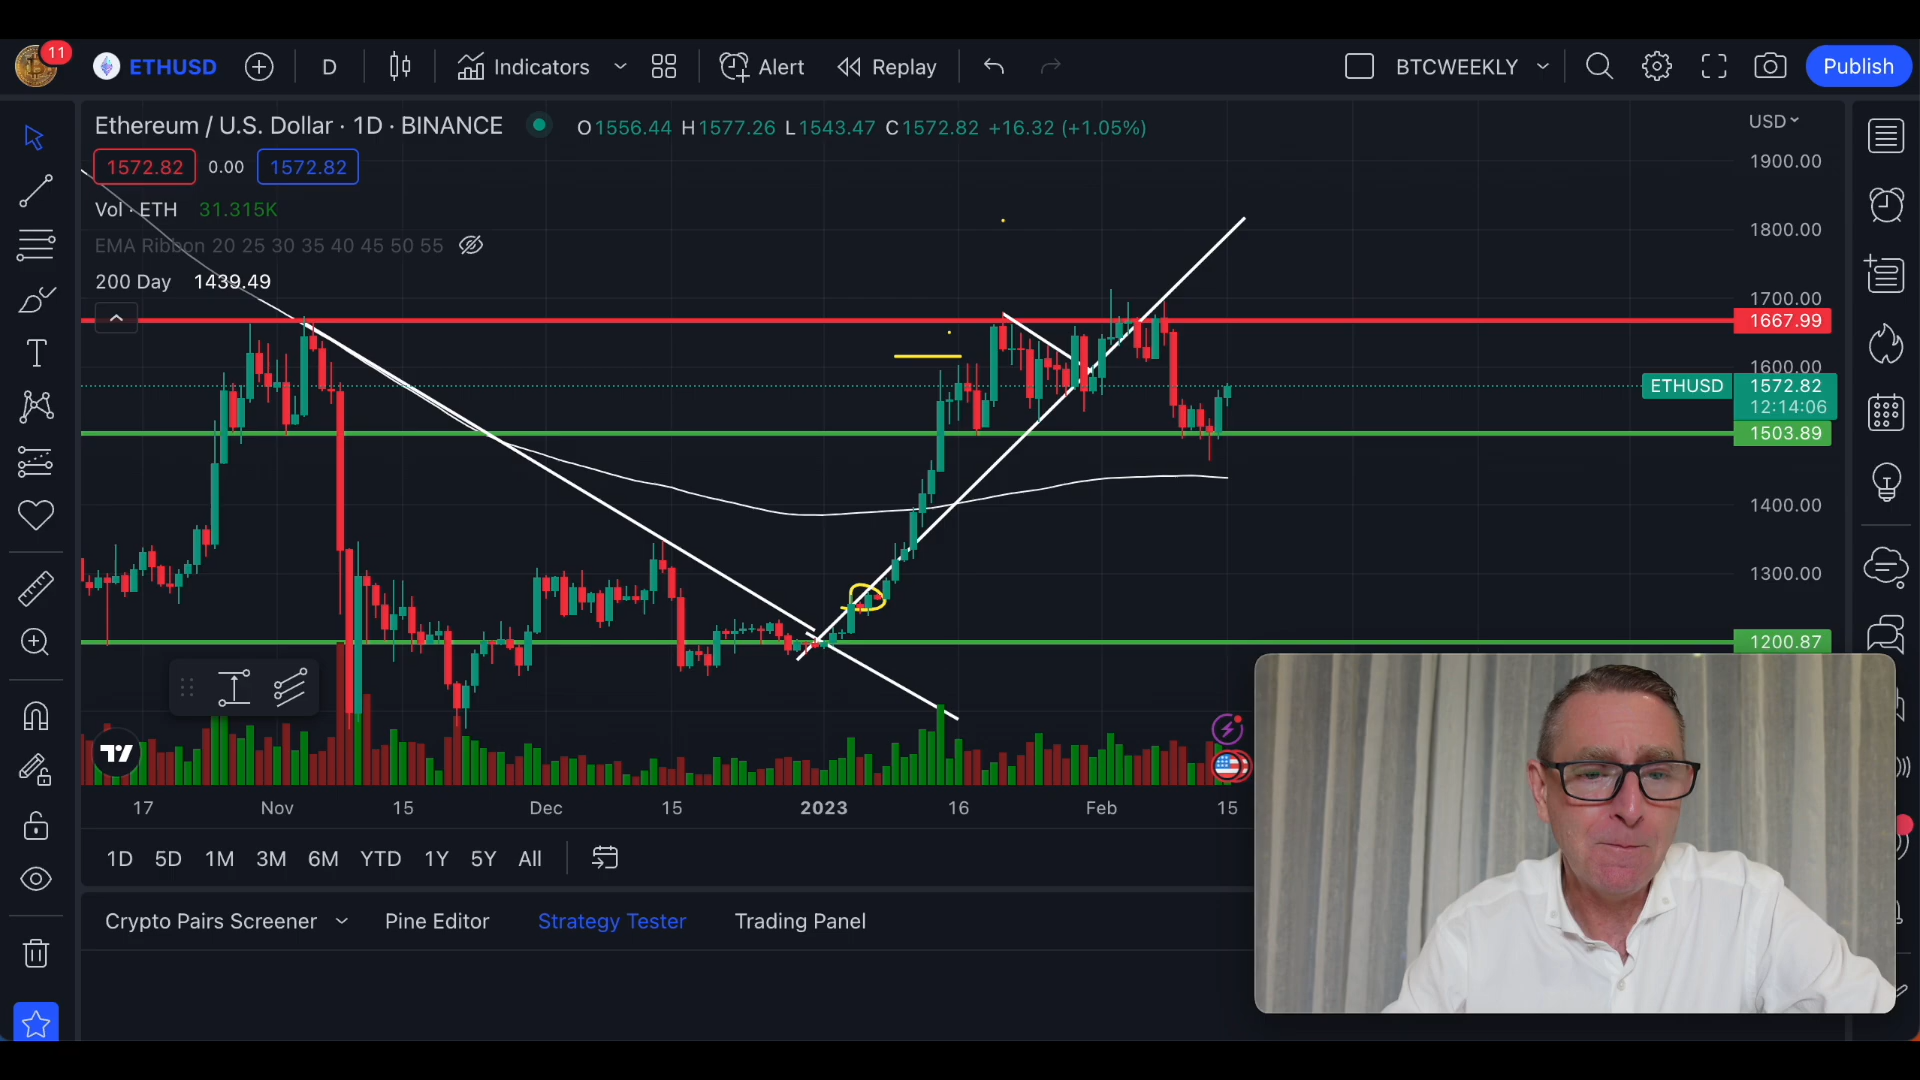 11
ETHUSD
D
Indicators
Alert
Replay
BTCWEEKLY
Publish
Ethereum / U.S. Dollar · 1D · BINANCE
O1556.44 H1577.26 L1543.47 C1572.82 +16.32 (+1.05%)
1572.82 0.00 1572.82
Vol · ETH 31.315K
EMA Ribbon 20 25 30 35 40 45 50 55
200 Day 1439.49
USD
1900.00
1800.00
1700.00
1667.99
1600.00
ETHUSD 1572.82
12:14:06
1503.89
1400.00
1300.00
1200.87
17 Nov 15 Dec 15 2023 16 Feb 15
1D 5D 1M 3M 6M YTD 1Y 5Y All
Crypto Pairs Screener Pine Editor Strategy Tester Trading Panel